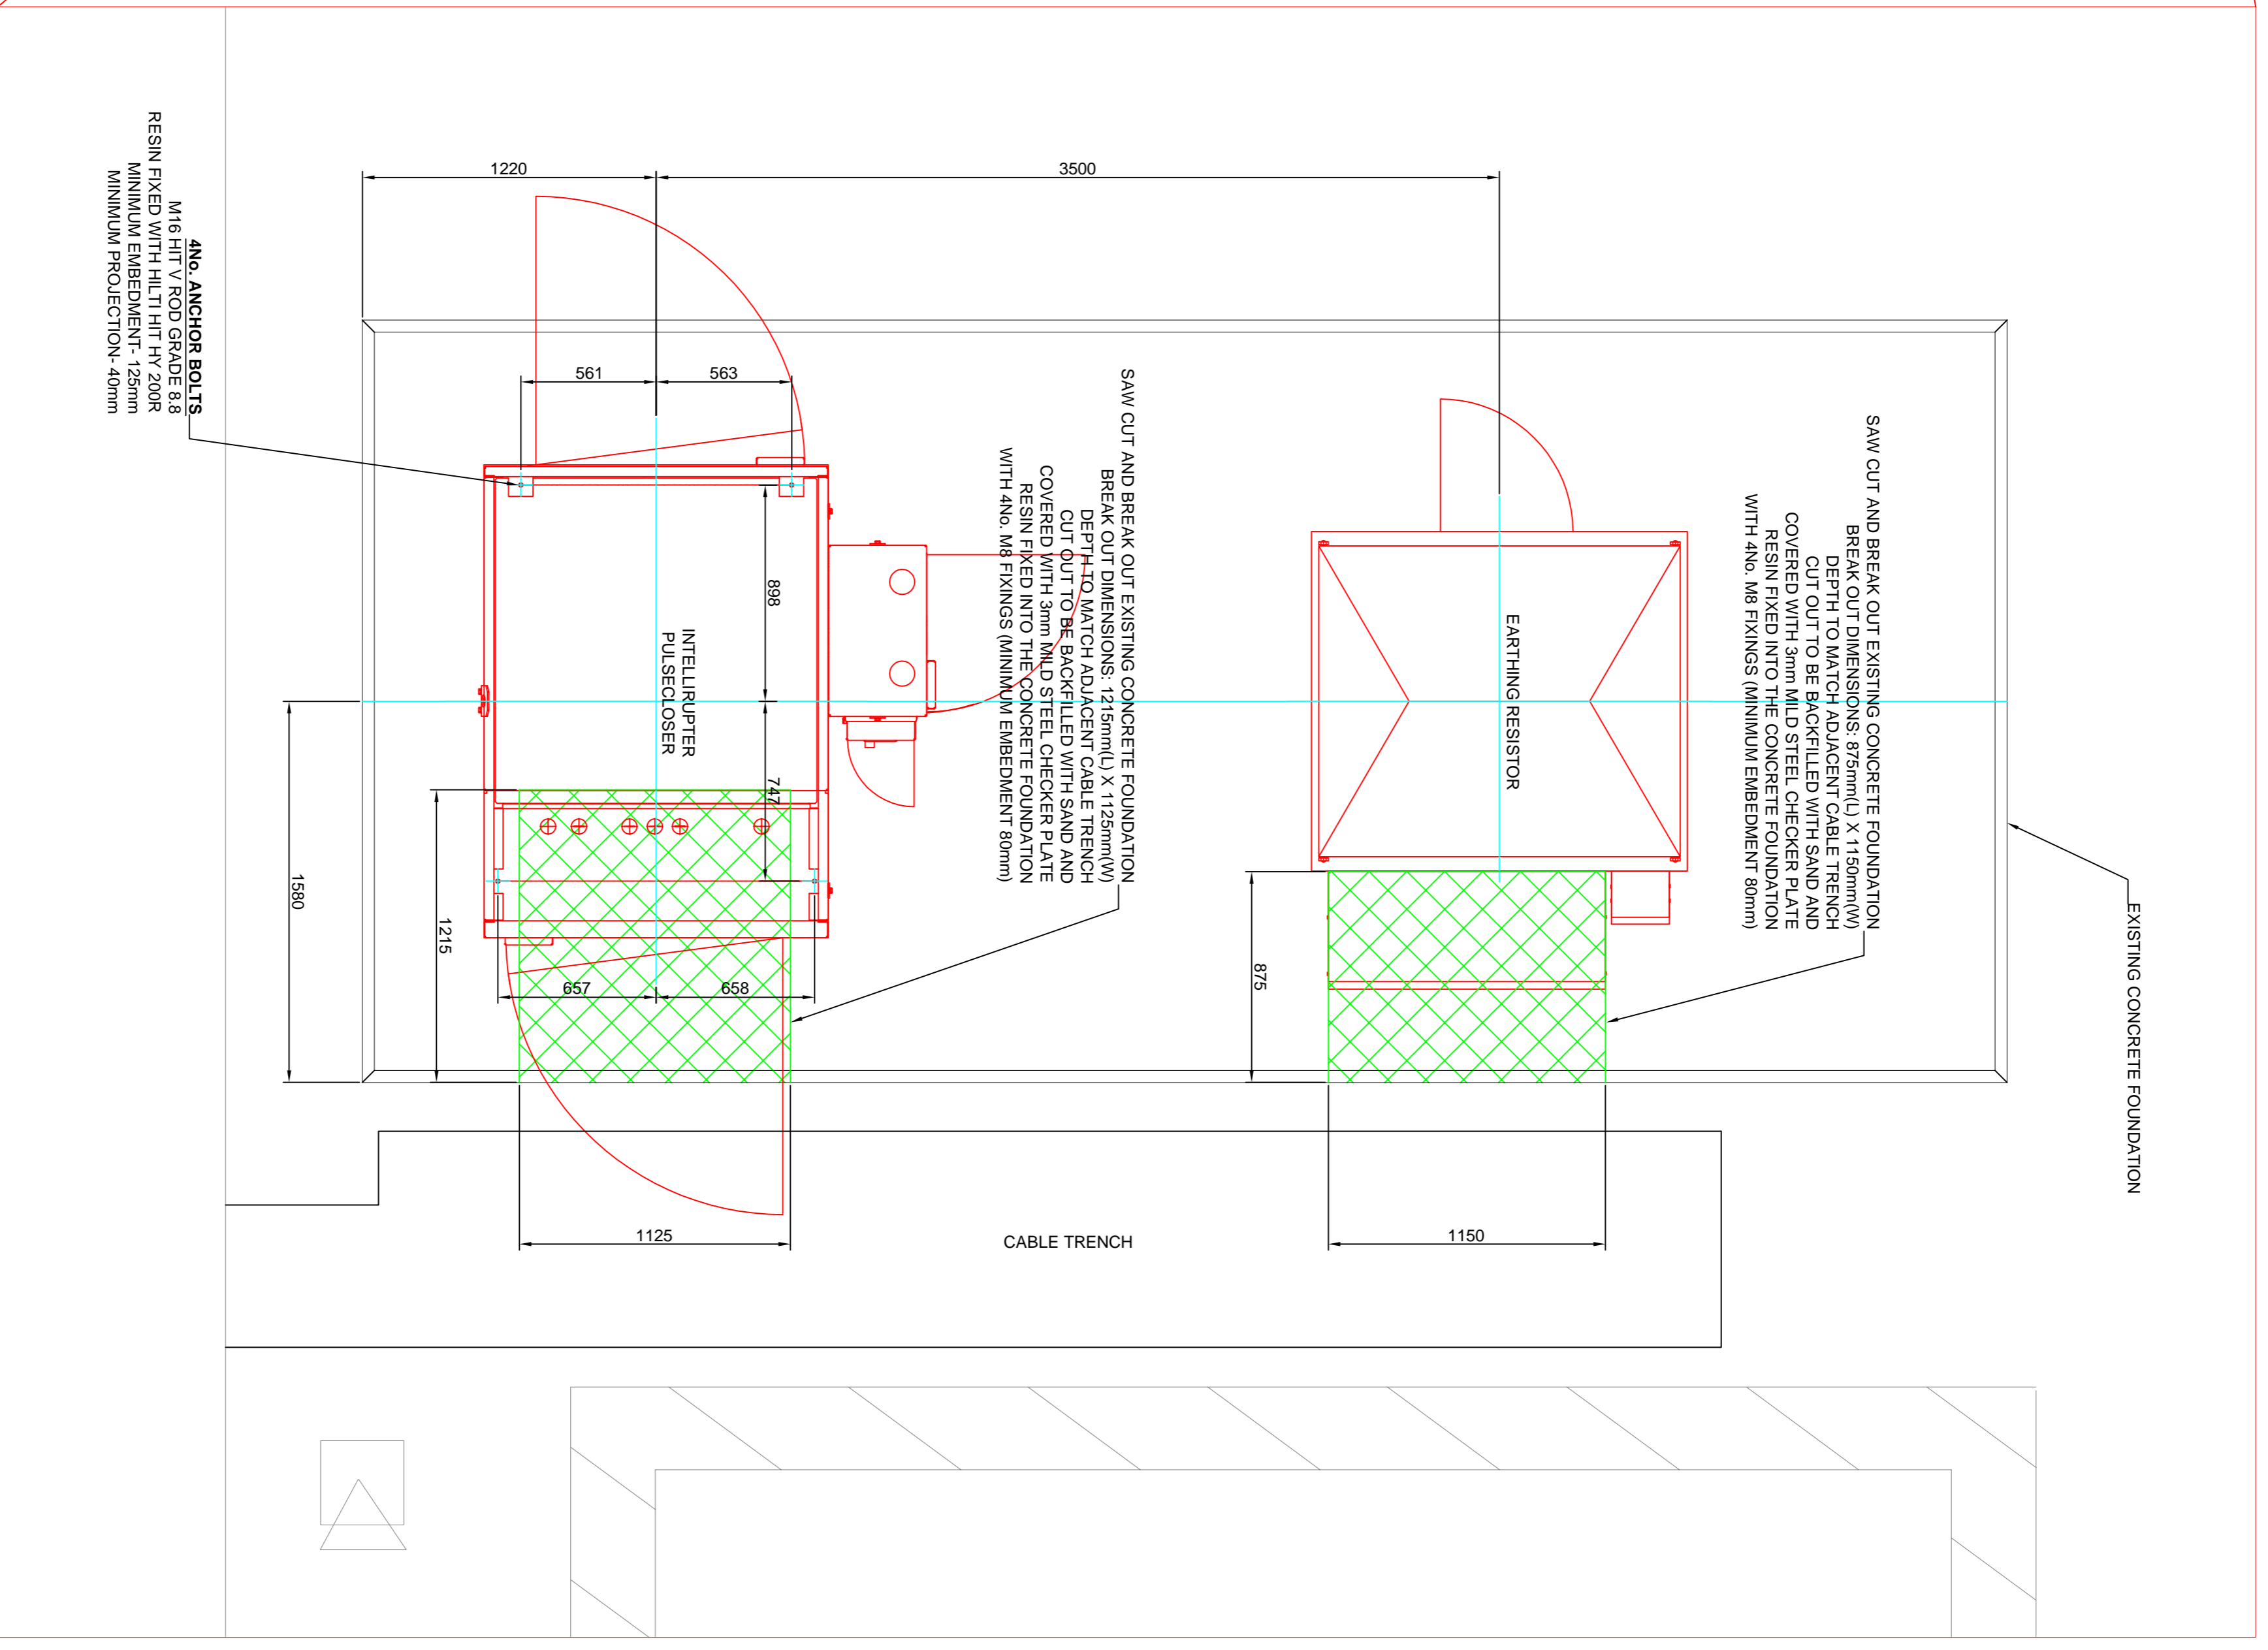 1220
3500
561
563
898
747
1580
1215
657
658
875
1125
1150
CABLE TRENCH
4No. ANCHOR BOLTS
M16 HIT V ROD GRADE 8.8
RESIN FIXED WITH HILTI HIT HY 200R
MINIMUM EMBEDMENT- 125mm
MINIMUM PROJECTION- 40mm
INTELLIRUPTER
PULSECLOSER
SAW CUT AND BREAK OUT EXISTING CONCRETE FOUNDATION
BREAK OUT DIMENSIONS: 1215mm(L) X 1125mm(W)
DEPTH TO MATCH ADJACENT CABLE TRENCH
CUT OUT TO BE BACKFILLED WITH SAND AND
COVERED WITH 3mm MILD STEEL CHECKER PLATE
RESIN FIXED INTO THE CONCRETE FOUNDATION
WITH 4No. M8 FIXINGS (MINIMUM EMBEDMENT 80mm)
EARTHING RESISTOR
SAW CUT AND BREAK OUT EXISTING CONCRETE FOUNDATION
BREAK OUT DIMENSIONS: 875mm(L) X 1150mm(W)
DEPTH TO MATCH ADJACENT CABLE TRENCH
CUT OUT TO BE BACKFILLED WITH SAND AND
COVERED WITH 3mm MILD STEEL CHECKER PLATE
RESIN FIXED INTO THE CONCRETE FOUNDATION
WITH 4No. M8 FIXINGS (MINIMUM EMBEDMENT 80mm)
EXISTING CONCRETE FOUNDATION